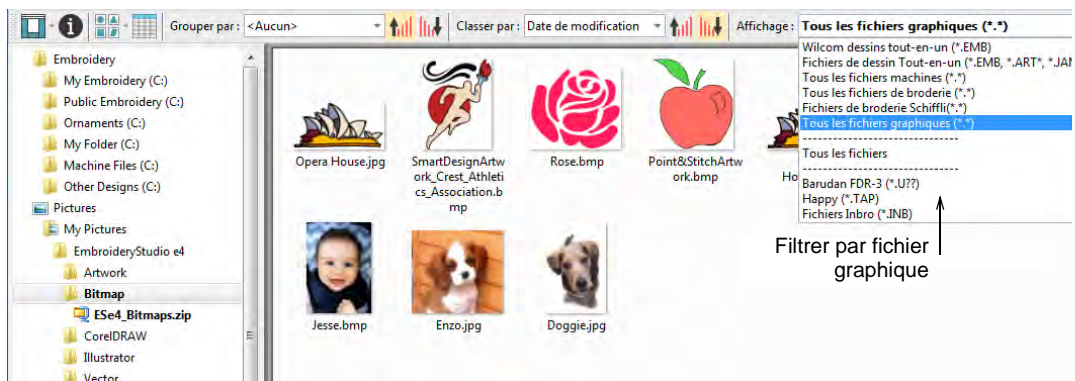 Grouper par : <Aucun> Classer par : Date de modification Affichage : Tous les fichiers graphiques (*.*)
Wilcom dessins tout-en-un (*.EMB)
Fichiers de dessin Tout-en-un (*.EMB, *.ART*, *.JAN
Tous les fichiers machines (*.*)
Tous les fichiers de broderie (*.*)
Fichiers de broderie Schiffli(*.*)
Tous les fichiers graphiques (*.*)
------------------------------
Tous les fichiers
------------------------------
Barudan FDR-3 (*.U??)
Happy (*.TAP)
Fichiers Inbro (*.INB)
Filtrer par fichier
graphique
Embroidery
My Embroidery (C:)
Public Embroidery (C:)
Ornaments (C:)
My Folder (C:)
Machine Files (C:)
Other Designs (C:)
Pictures
My Pictures
EmbroideryStudio e4
Artwork
Bitmap
ESe4_Bitmaps.zip
CorelDRAW
Illustrator
Vector
Opera House.jpg
SmartDesignArtw
ork_Crest_Athleti
cs_Association.b
mp
Rose.bmp
Point&StitchArtw
ork.bmp
Ho
Jesse.bmp
Enzo.jpg
Doggie.jpg